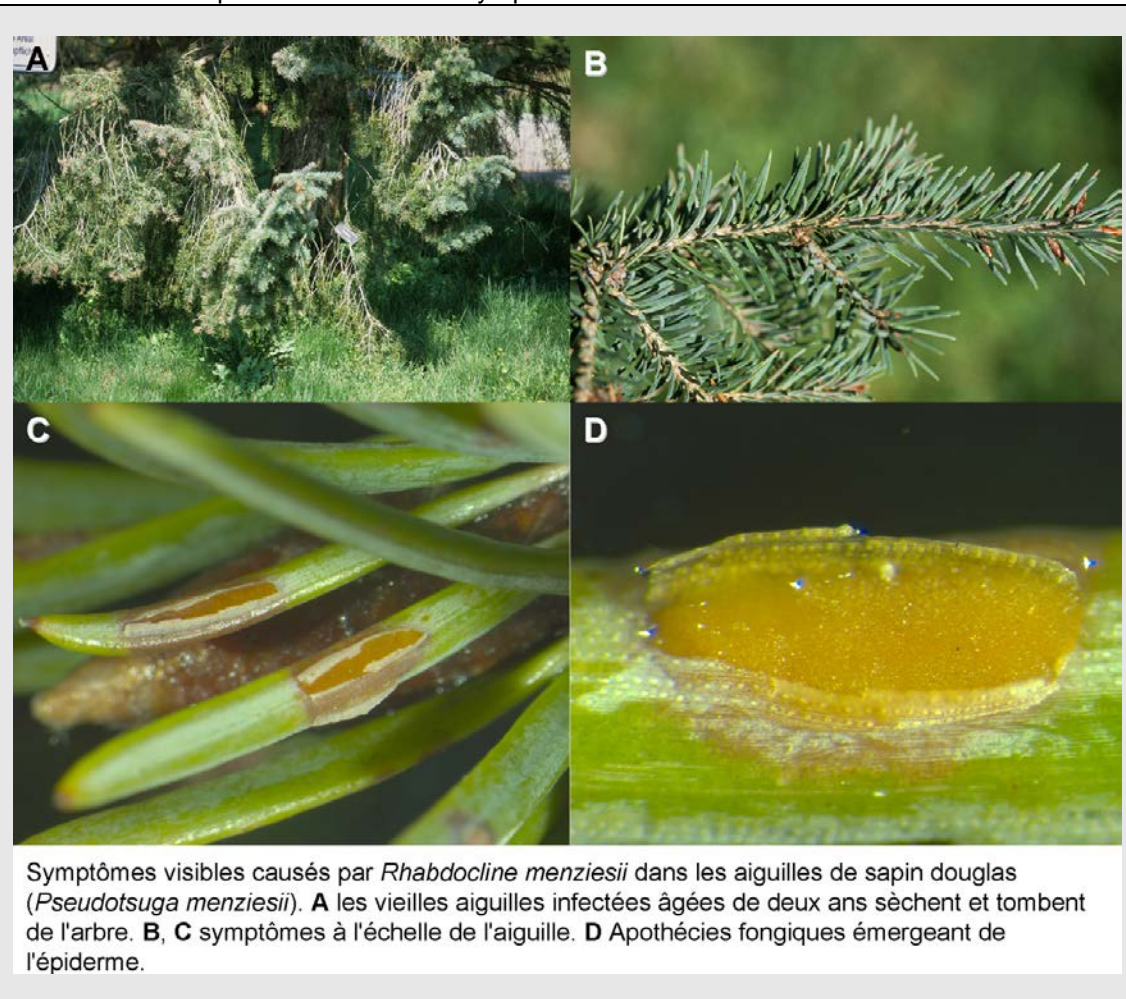 A
B
C
D
Symptômes visibles causés par Rhabdocline menziesii dans les aiguilles de sapin douglas
(Pseudotsuga menziesii). A les vieilles aiguilles infectées âgées de deux ans sèchent et tombent
de l'arbre. B, C symptômes à l'échelle de l'aiguille. D Apothécies fongiques émergeant de
l'épiderme.